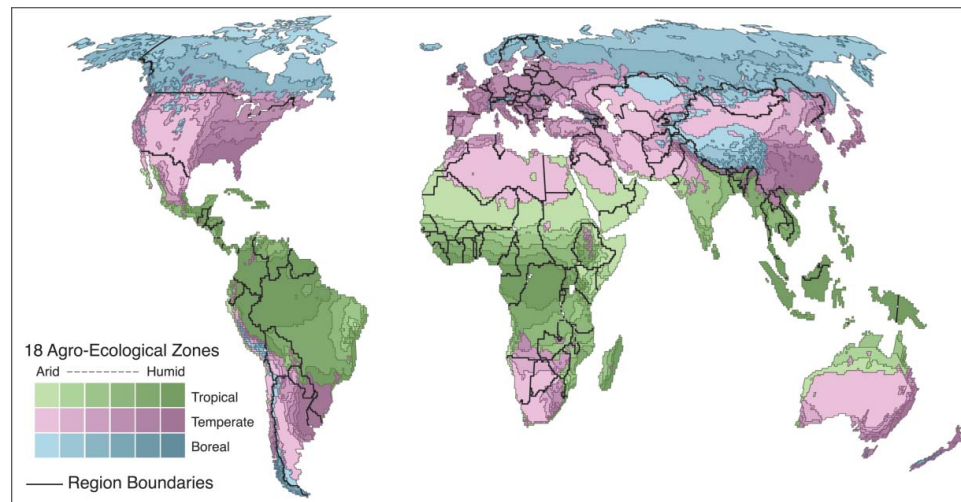 18 Agro-Ecological Zones
Arid ---------- Humid
Tropical
Temperate
Boreal
Region Boundaries